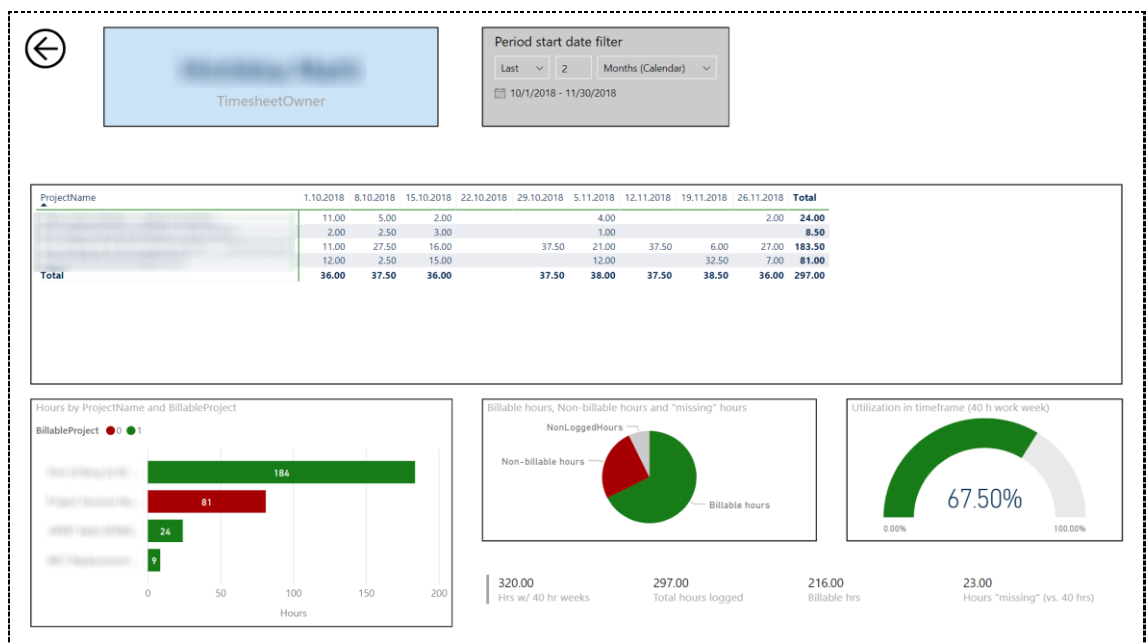 Period start date filter
Last 2 Months (Calendar)
10/1/2018 - 11/30/2018
TimesheetOwner
ProjectName 1.10.2018 8.10.2018 15.10.2018 22.10.2018 29.10.2018 5.11.2018 12.11.2018 19.11.2018 26.11.2018 Total
11.00 5.00 2.00 4.00 2.00 24.00
2.00 2.50 3.00 1.00 8.50
11.00 27.50 16.00 37.50 21.00 37.50 6.00 27.00 183.50
12.00 2.50 15.00 12.00 32.50 7.00 81.00
Total 36.00 37.50 36.00 37.50 38.00 37.50 38.50 36.00 297.00
Hours by ProjectName and BillableProject
BillableProject 0 1
184
81
24
9
0 50 100 150 200
Hours
Billable hours, Non-billable hours and "missing" hours
NonLoggedHours
Non-billable hours
Billable hours
Utilization in timeframe (40 h work week)
67.50%
0.00% 100.00%
320.00 297.00 216.00 23.00
Hrs w/ 40 hr weeks Total hours logged Billable hrs Hours "missing" (vs. 40 hrs)